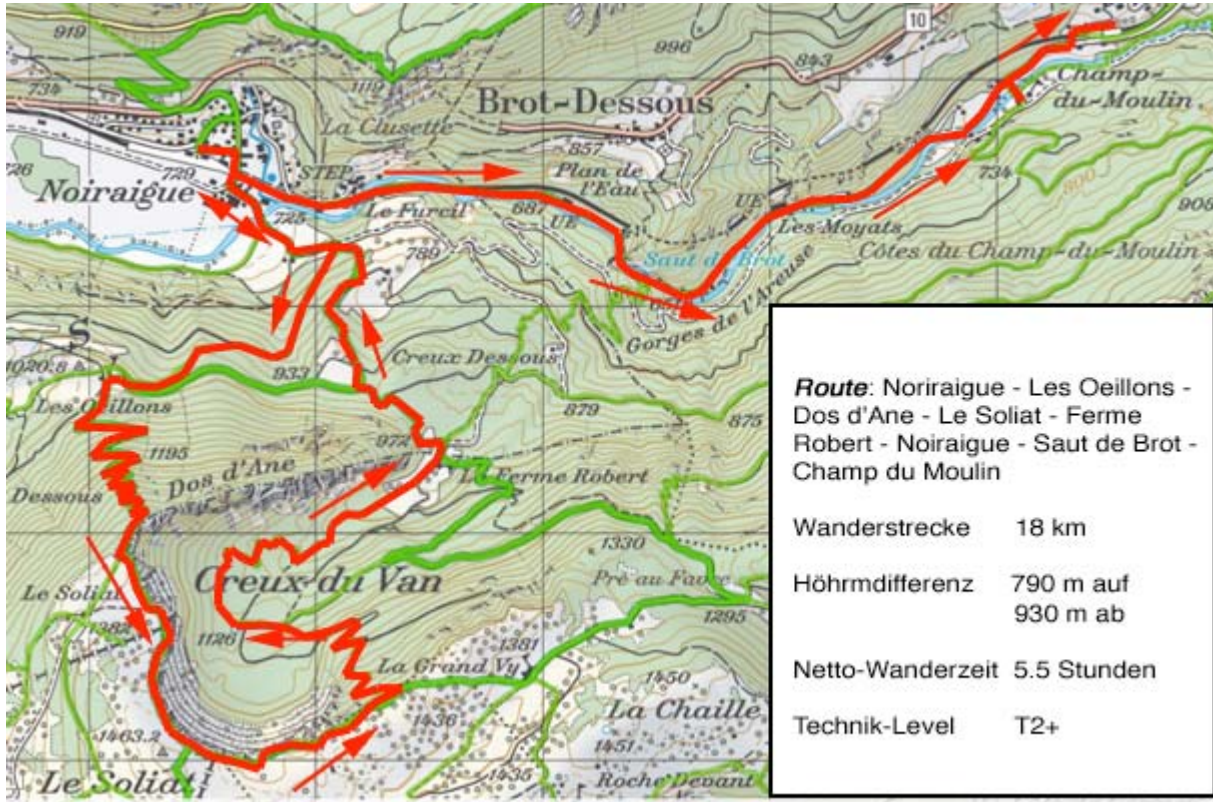 919
996
10
843
734
1119
Brot-Dessous
Champ-
du-Moulin
La Clusette
857
Plan de
l'Eau
726
729
STEP
Noiraigue
725
Le Furcil
687
UE
UE
734
800
908
Les Moyats
789
Saut de Brot
Côtes du Champ-du-Moulin
Gorges de l'Areuse
S
1020.8
933
Creux Dessous
Les Oeillons
879
875
972
1195
Dos d'Ane
Dessous
La Ferme Robert
1330
Creux du Van
Pré au Favre
Le Soliat
1382
1126
1295
1381
La Grand Vy
1450
La Chaille
1436
1463.2
1451
1435
Le Soliat
Roche Devant
Route: Noriraigue - Les Oeillons -
Dos d'Ane - Le Soliat - Ferme
Robert - Noiraigue - Saut de Brot -
Champ du Moulin
Wanderstrecke 18 km
Höhrmdifferenz 790 m auf
930 m ab
Netto-Wanderzeit 5.5 Stunden
Technik-Level T2+